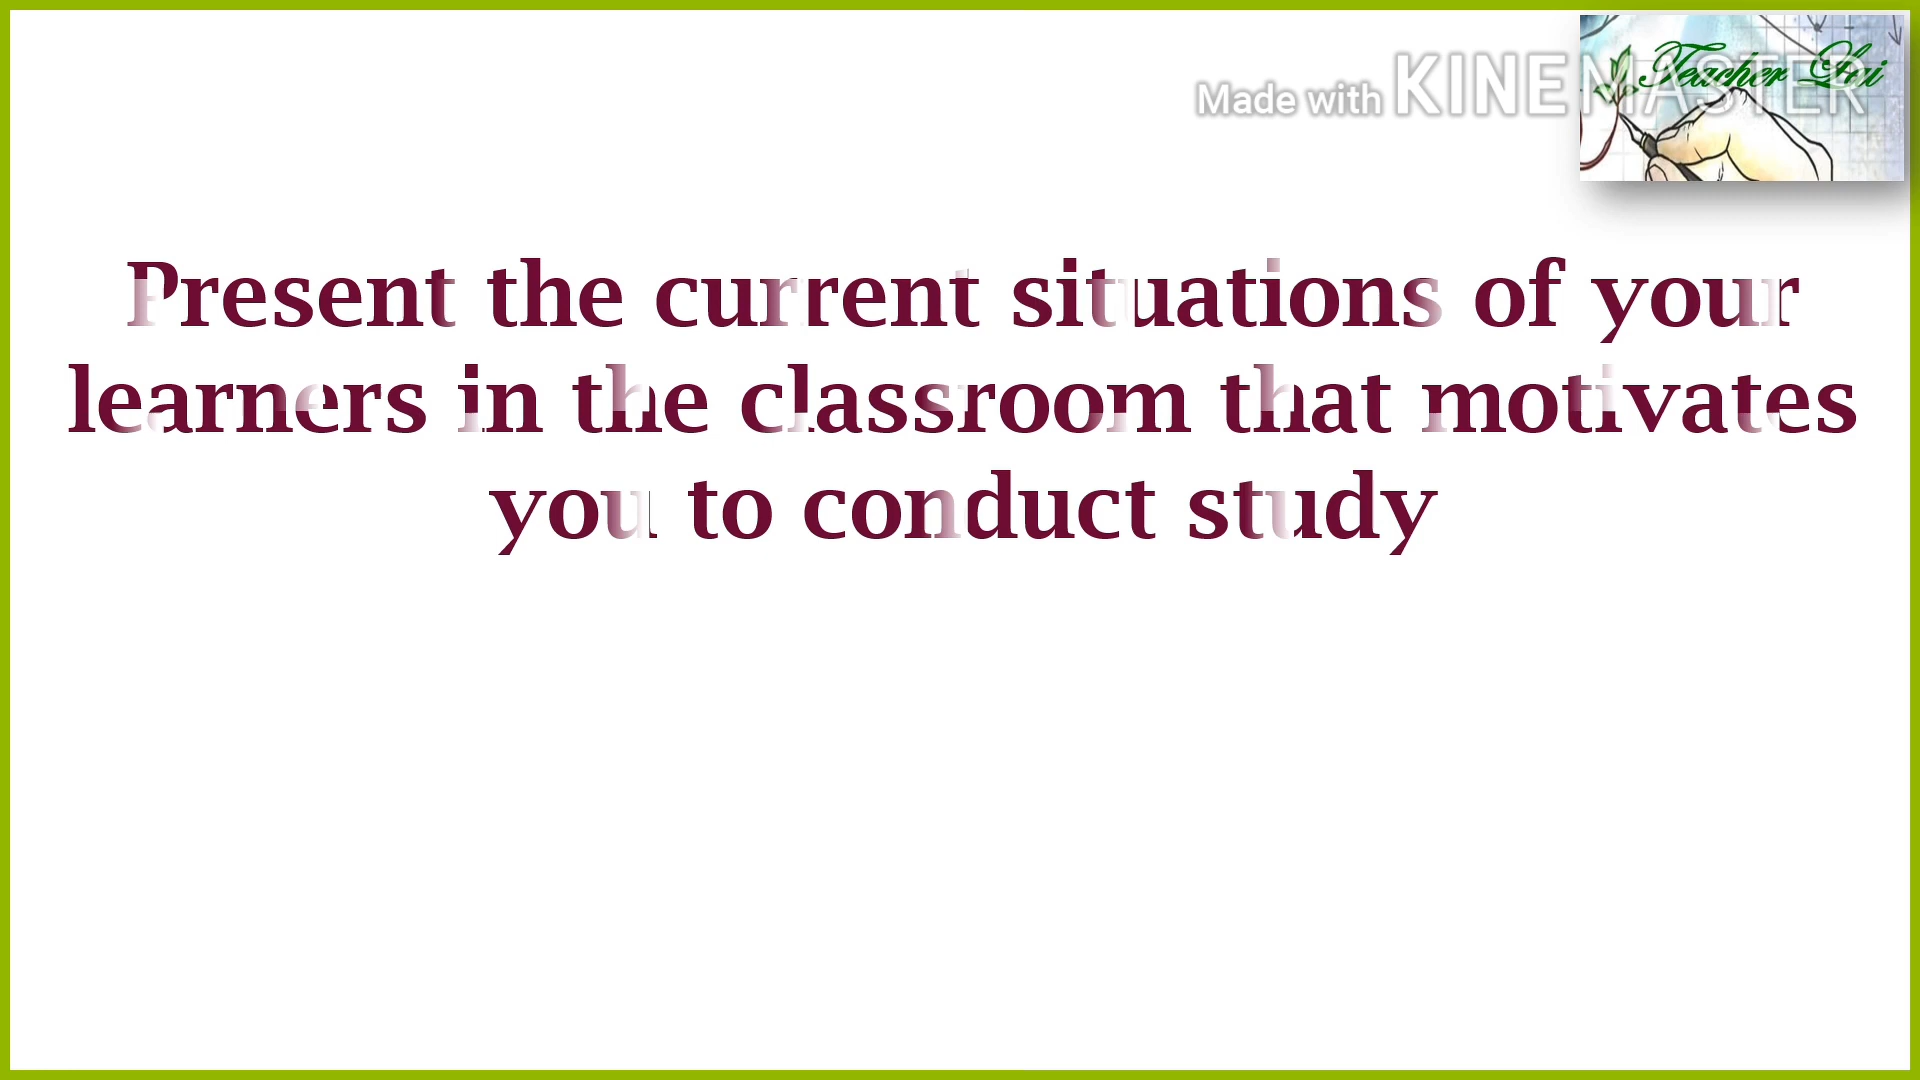 Teacher Lai
Made with KINEMASTER
Present the current situations of your
learners in the classroom that motivates
you to conduct study